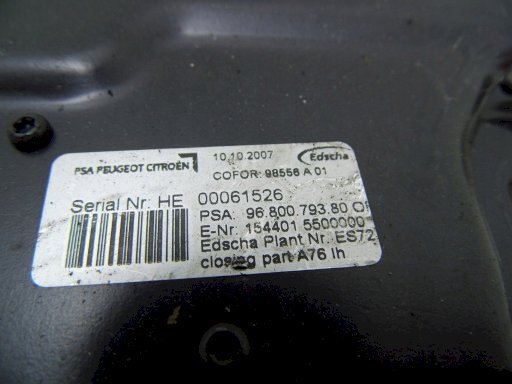 PSA PEUGEOT CITROËN
10.10.2007
Edscha
COFOR: 98556 A 01
Serial Nr: HE 00061526
PSA: 96.800.793.80
E-Nr: 154401 5500000
Edscha Plant Nr. ES72
closing part A76 lh